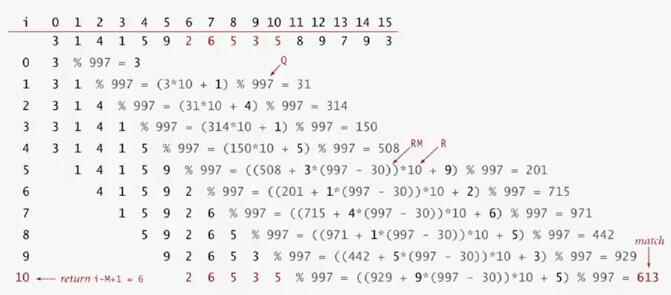 i 0 1 2 3 4 5 6 7 8 9 10 11 12 13 14 15
3 1 4 1 5 9 2 6 5 3 5 8 9 7 9 3
0 3 % 997 = 3
Q
1 3 1 % 997 = (3*10 + 1) % 997 = 31
2 3 1 4 % 997 = (31*10 + 4) % 997 = 314
3 3 1 4 1 % 997 = (314*10 + 1) % 997 = 150
4 3 1 4 1 5 % 997 = (150*10 + 5) % 997 = 508
RM R
5 1 4 1 5 9 % 997 = ((508 + 3*(997 - 30))*10 + 9) % 997 = 201
6 4 1 5 9 2 % 997 = ((201 + 1*(997 - 30))*10 + 2) % 997 = 715
7 1 5 9 2 6 % 997 = ((715 + 4*(997 - 30))*10 + 6) % 997 = 971
8 5 9 2 6 5 % 997 = ((971 + 1*(997 - 30))*10 + 5) % 997 = 442
match
9 9 2 6 5 3 % 997 = ((442 + 5*(997 - 30))*10 + 3) % 997 = 929
10 return i-M+1 = 6 2 6 5 3 5 % 997 = ((929 + 9*(997 - 30))*10 + 5) % 997 = 613